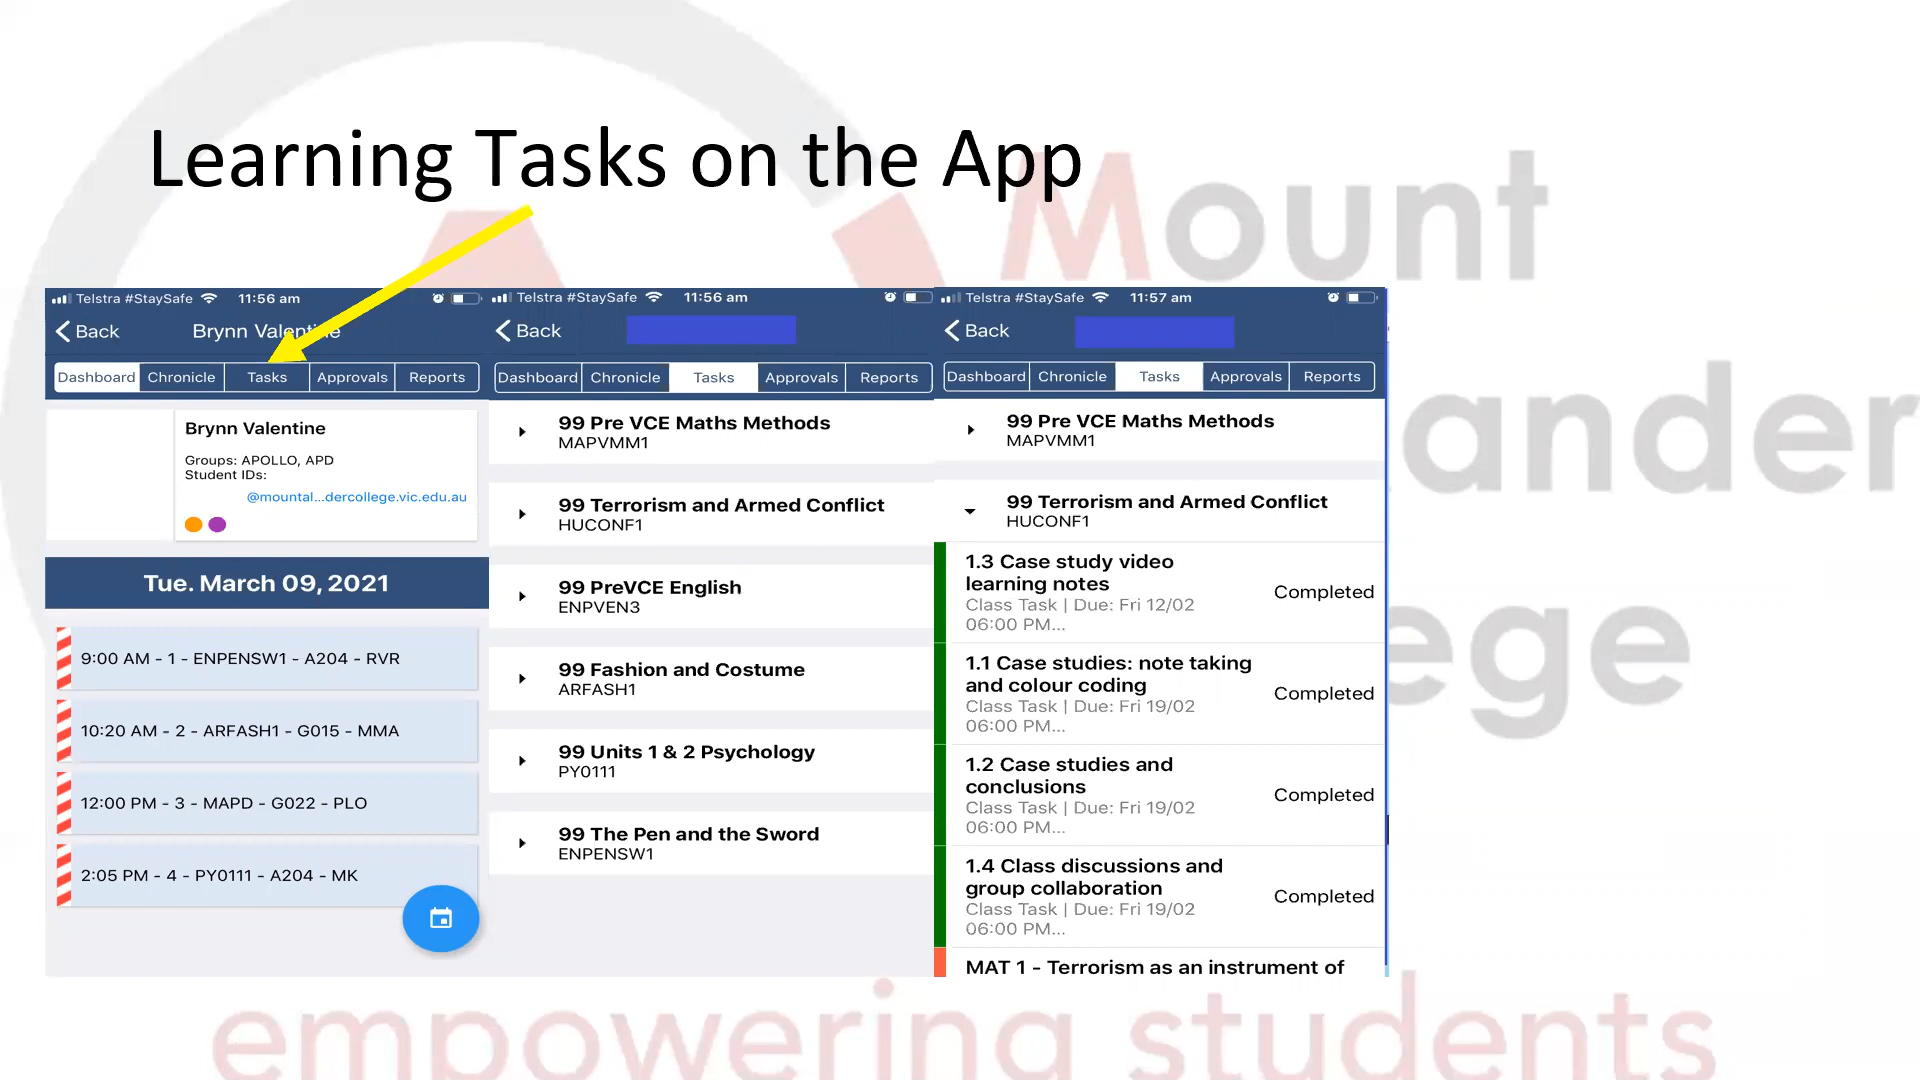 Learning Tasks on the App
Mount
ander
ege
empowering students
Telstra #StaySafe 11:56 am
Back Brynn Valentine
Dashboard Chronicle Tasks Approvals Reports
Brynn Valentine
Groups: APOLLO, APD
Student IDs:
@mountal...dercollege.vic.edu.au
Tue. March 09, 2021
9:00 AM - 1 - ENPENSW1 - A204 - RVR
10:20 AM - 2 - ARFASH1 - G015 - MMA
12:00 PM - 3 - MAPD - G022 - PLO
2:05 PM - 4 - PY0111 - A204 - MK
Telstra #StaySafe 11:56 am
Back
Dashboard Chronicle Tasks Approvals Reports
99 Pre VCE Maths Methods
MAPVMM1
99 Terrorism and Armed Conflict
HUCONF1
99 PreVCE English
ENPVEN3
99 Fashion and Costume
ARFASH1
99 Units 1 & 2 Psychology
PY0111
99 The Pen and the Sword
ENPENSW1
Telstra #StaySafe 11:57 am
Back
Dashboard Chronicle Tasks Approvals Reports
99 Pre VCE Maths Methods
MAPVMM1
99 Terrorism and Armed Conflict
HUCONF1
1.3 Case study video
learning notes
Class Task | Due: Fri 12/02
06:00 PM...
Completed
1.1 Case studies: note taking
and colour coding
Class Task | Due: Fri 19/02
06:00 PM...
Completed
1.2 Case studies and
conclusions
Class Task | Due: Fri 19/02
06:00 PM...
Completed
1.4 Class discussions and
group collaboration
Class Task | Due: Fri 19/02
06:00 PM...
Completed
MAT 1 - Terrorism as an instrument of